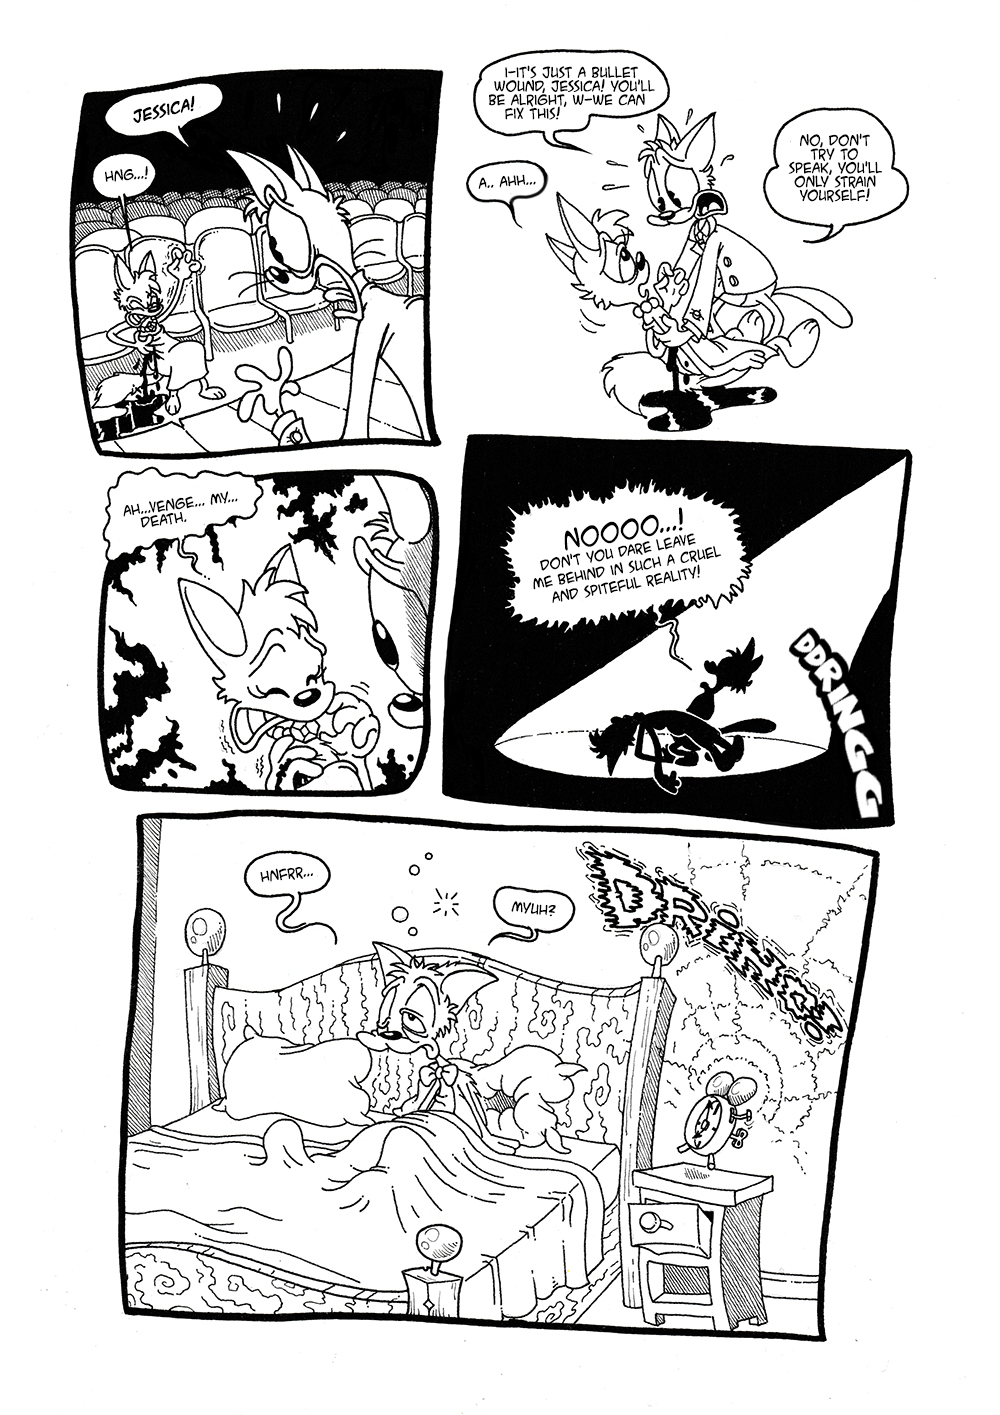 JESSICA!
HNG...!
I-IT'S JUST A BULLET
WOUND, JESSICA! YOU'LL
BE ALRIGHT, W-WE CAN
FIX THIS!
A.. AHH...
NO, DON'T
TRY TO
SPEAK, YOU'LL
ONLY STRAIN
YOURSELF!
AH...VENGE... MY...
DEATH.
NOOOO...!
DON'T YOU DARE LEAVE
ME BEHIND IN SUCH A CRUEL
AND SPITEFUL REALITY!
DDRINGG
HNFRR...
MYUH?